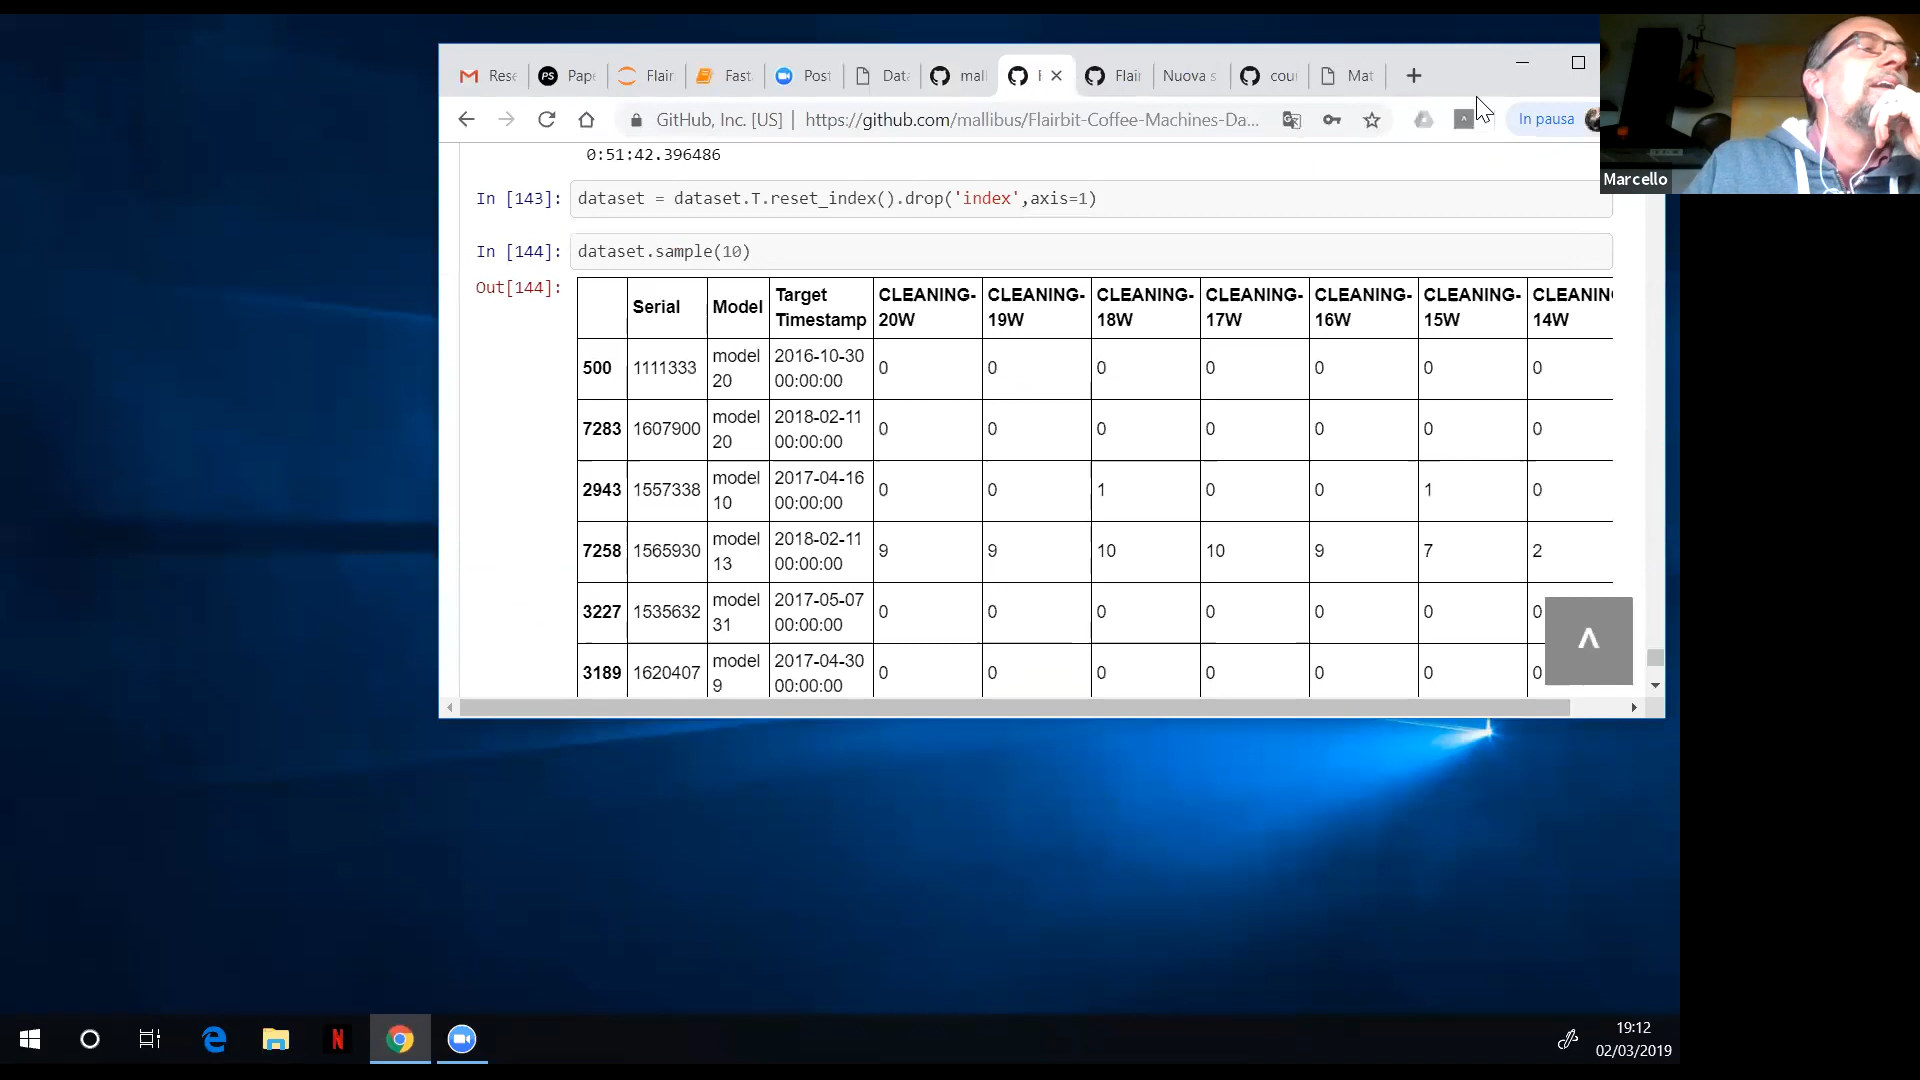 Rese
PS
Pap
Flair
Fast
Post
Data
mall
F
Flair
Nuova s
cou
Mat
GitHub, Inc. [US] | https://github.com/mallibus/Flairbit-Coffee-Machines-Da...
In pausa
Marcello
0:51:42.396486
In [143]: dataset = dataset.T.reset_index().drop('index',axis=1)
In [144]: dataset.sample(10)
Out[144]:
Serial Model Target Timestamp CLEANING-20W CLEANING-19W CLEANING-18W CLEANING-17W CLEANING-16W CLEANING-15W CLEANIN 14W
500 1111333 model 20 2016-10-30 00:00:00 0 0 0 0 0 0 0
7283 1607900 model 20 2018-02-11 00:00:00 0 0 0 0 0 0 0
2943 1557338 model 10 2017-04-16 00:00:00 0 0 1 0 0 1 0
7258 1565930 model 13 2018-02-11 00:00:00 9 9 10 10 9 7 2
3227 1535632 model 31 2017-05-07 00:00:00 0 0 0 0 0 0 0
3189 1620407 model 9 2017-04-30 00:00:00 0 0 0 0 0 0 0
19:12
02/03/2019